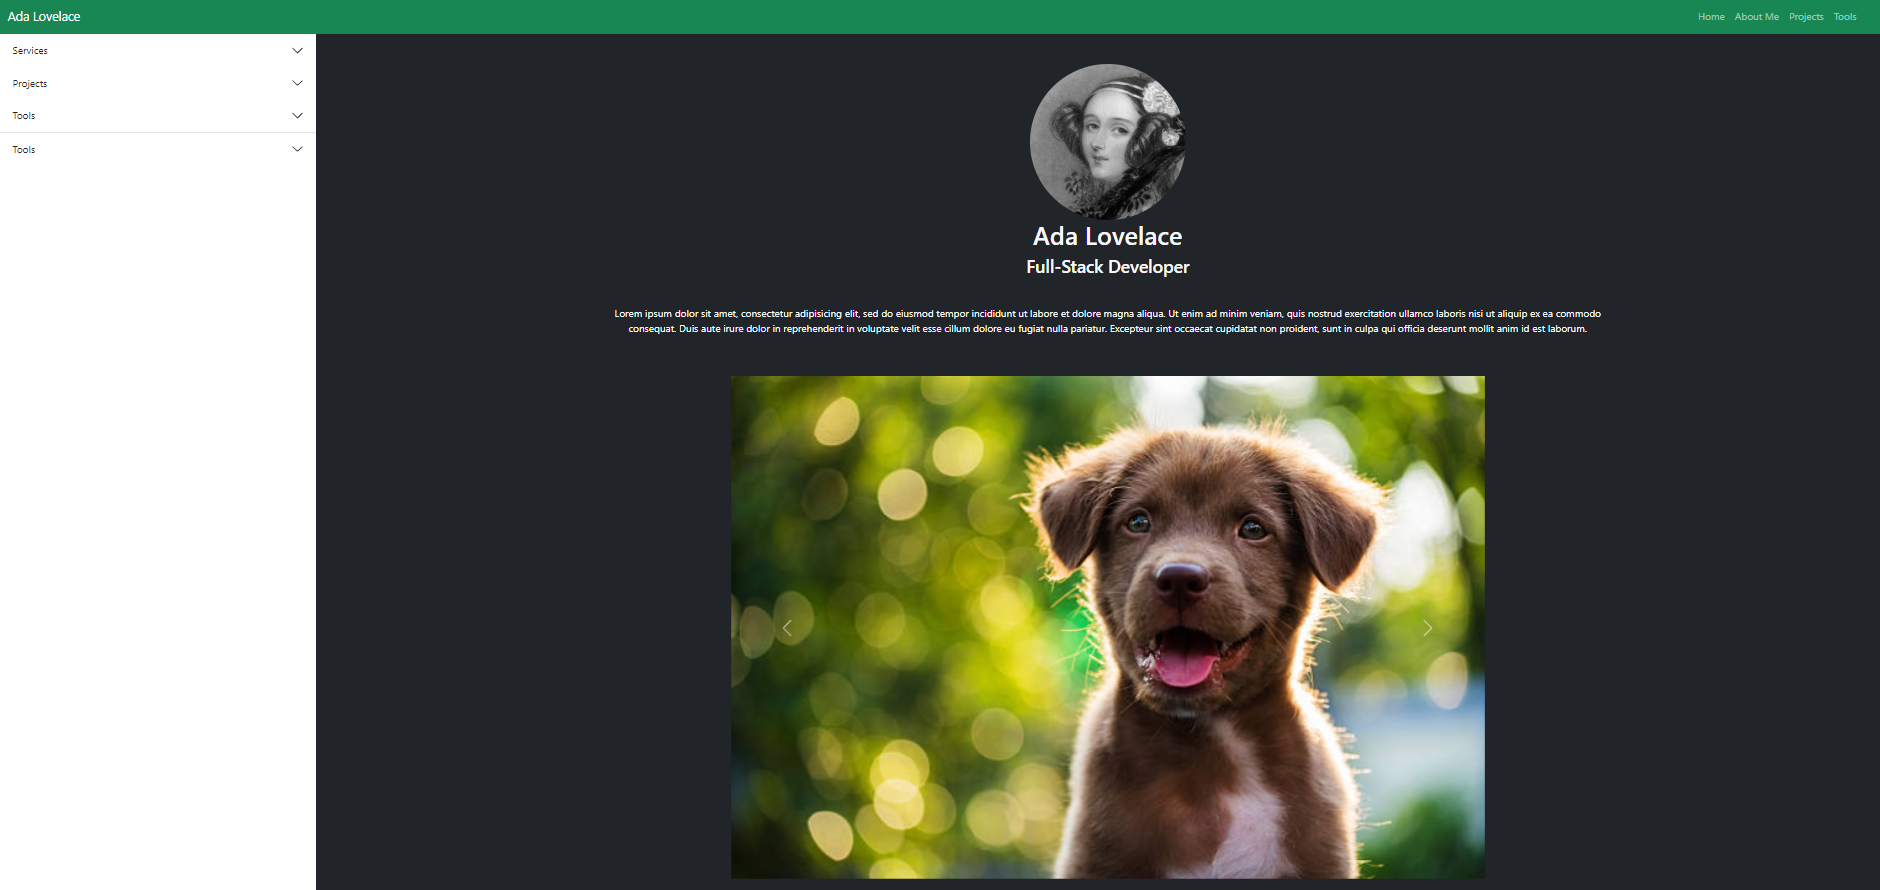 Ada Lovelace
Home About Me Projects Tools
Services
Projects
Tools
Tools
Ada Lovelace
Full-Stack Developer
Lorem ipsum dolor sit amet, consectetur adipisicing elit, sed do eiusmod tempor incididunt ut labore et dolore magna aliqua. Ut enim ad minim veniam, quis nostrud exercitation ullamco laboris nisi ut aliquip ex ea commodo
consequat. Duis aute irure dolor in reprehenderit in voluptate velit esse cillum dolore eu fugiat nulla pariatur. Excepteur sint occaecat cupidatat non proident, sunt in culpa qui officia deserunt mollit anim id est laborum.